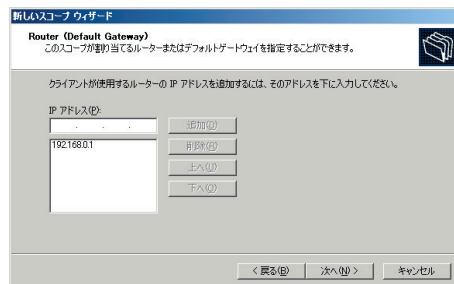 新しいスコープ ウィザード
Router (Default Gateway)
このスコープが割り当てるルーターまたはデフォルトゲートウェイを指定することができます。
クライアントが使用するルーターの IP アドレスを追加するには、そのアドレスを下に入力してください。
IP アドレス(P):
. . .
追加(D)
192.168.0.1
削除(R)
上へ(U)
下へ(O)
< 戻る(B)
次へ(N) >
キャンセル